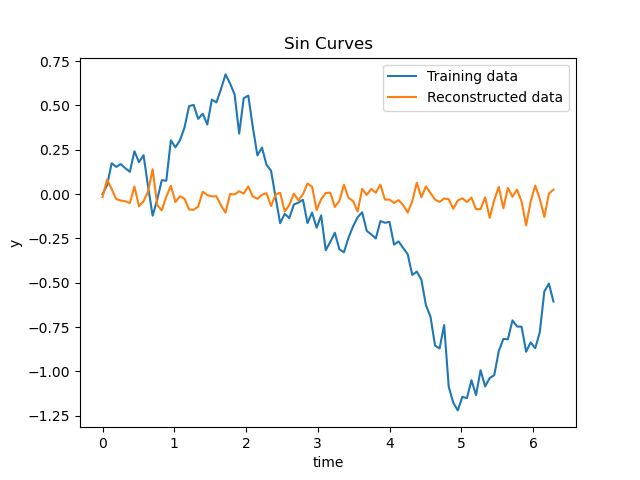 Sin Curves
Training data
Reconstructed data
0.75
0.50
0.25
0.00
−0.25
−0.50
−0.75
−1.00
−1.25
y
0 1 2 3 4 5 6
time